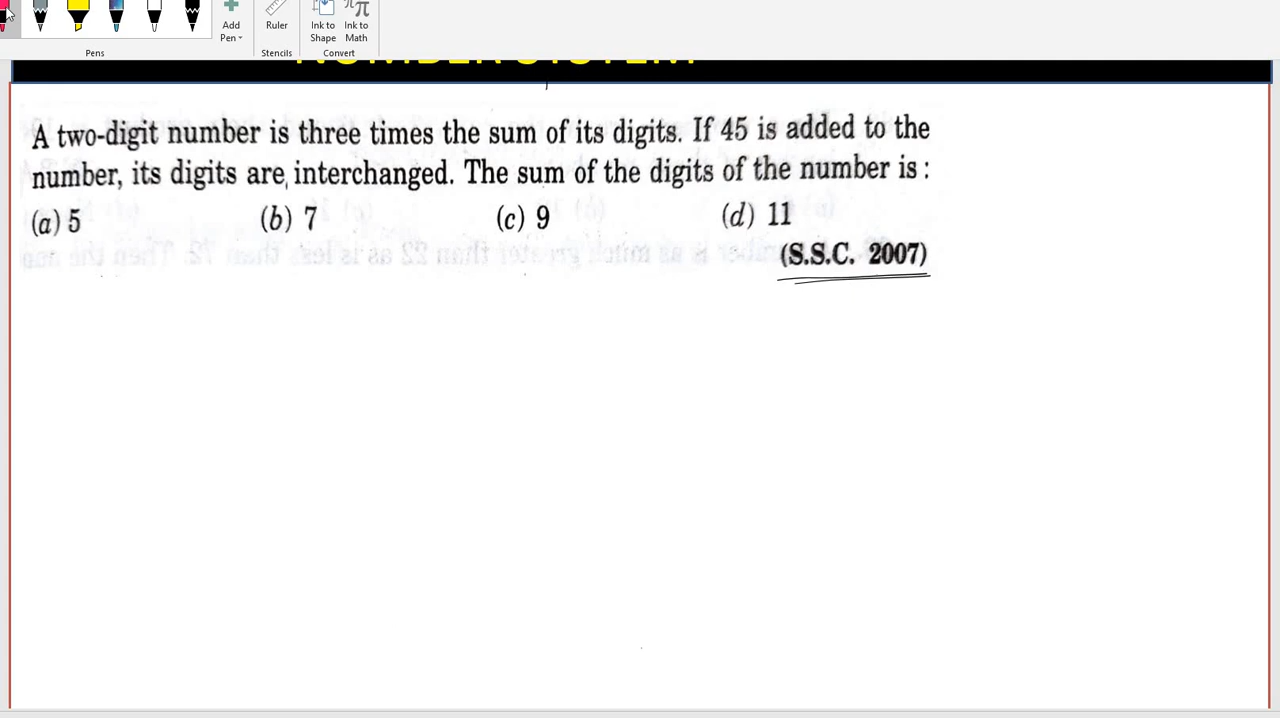 Add
Pen
Ruler
Ink to
Shape
Ink to
Math
Pens
Stencils
Convert
NUMBER SYSTEM
A two-digit number is three times the sum of its digits. If 45 is added to the
number, its digits are interchanged. The sum of the digits of the number is :
(a) 5 (b) 7 (c) 9 (d) 11
(S.S.C. 2007)